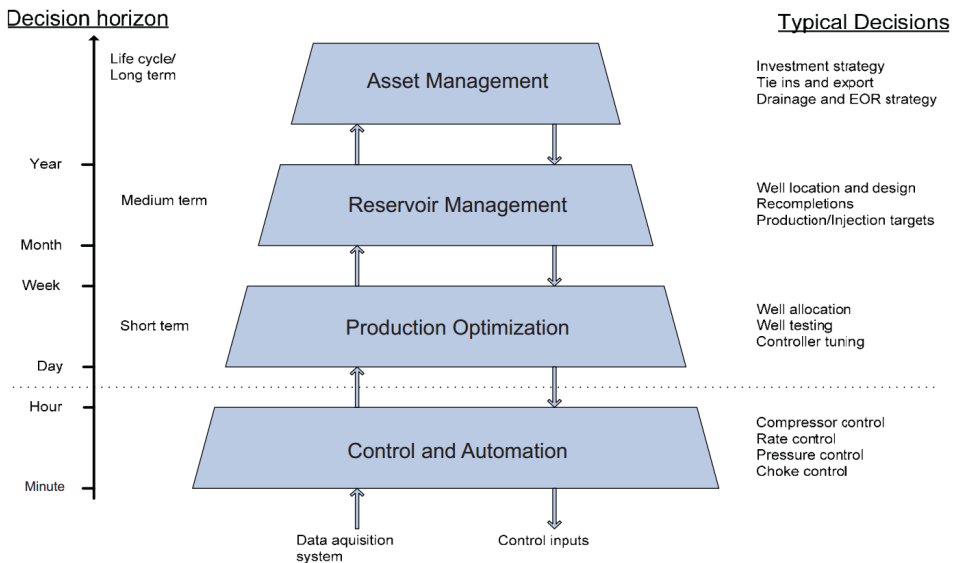 Decision horizon
Typical Decisions
Life cycle/
Long term
Asset Management
Investment strategy
Tie ins and export
Drainage and EOR strategy
Year
Medium term
Reservoir Management
Well location and design
Recompletions
Production/Injection targets
Month
Week
Short term
Production Optimization
Well allocation
Well testing
Controller tuning
Day
Hour
Control and Automation
Compressor control
Rate control
Pressure control
Choke control
Minute
Data aquisition
system
Control inputs